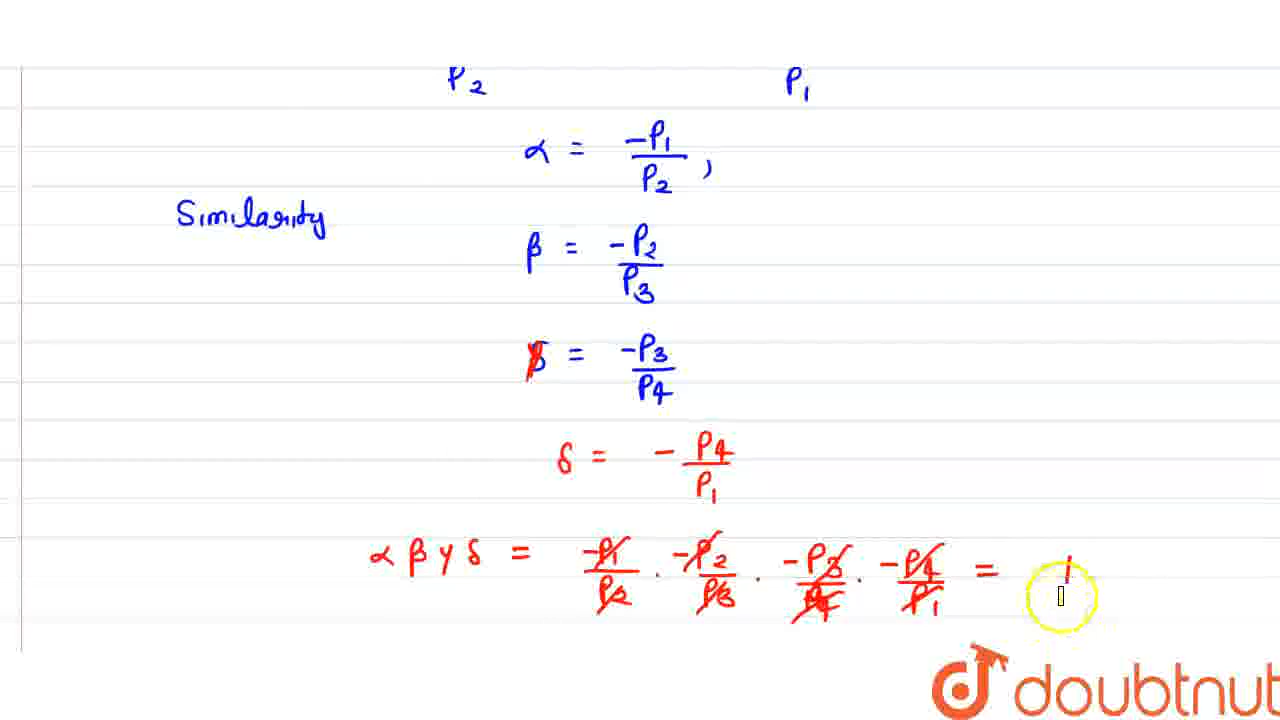 P2 P1
α = -P1/P2 ,
Similarity
β = -P2/P3
γ = -P3/P4
δ = - P4/P1
α β γ δ = -P1/P2 . -P2/P3 . -P3/P4 . -P4/P1 = 1
doubtnut